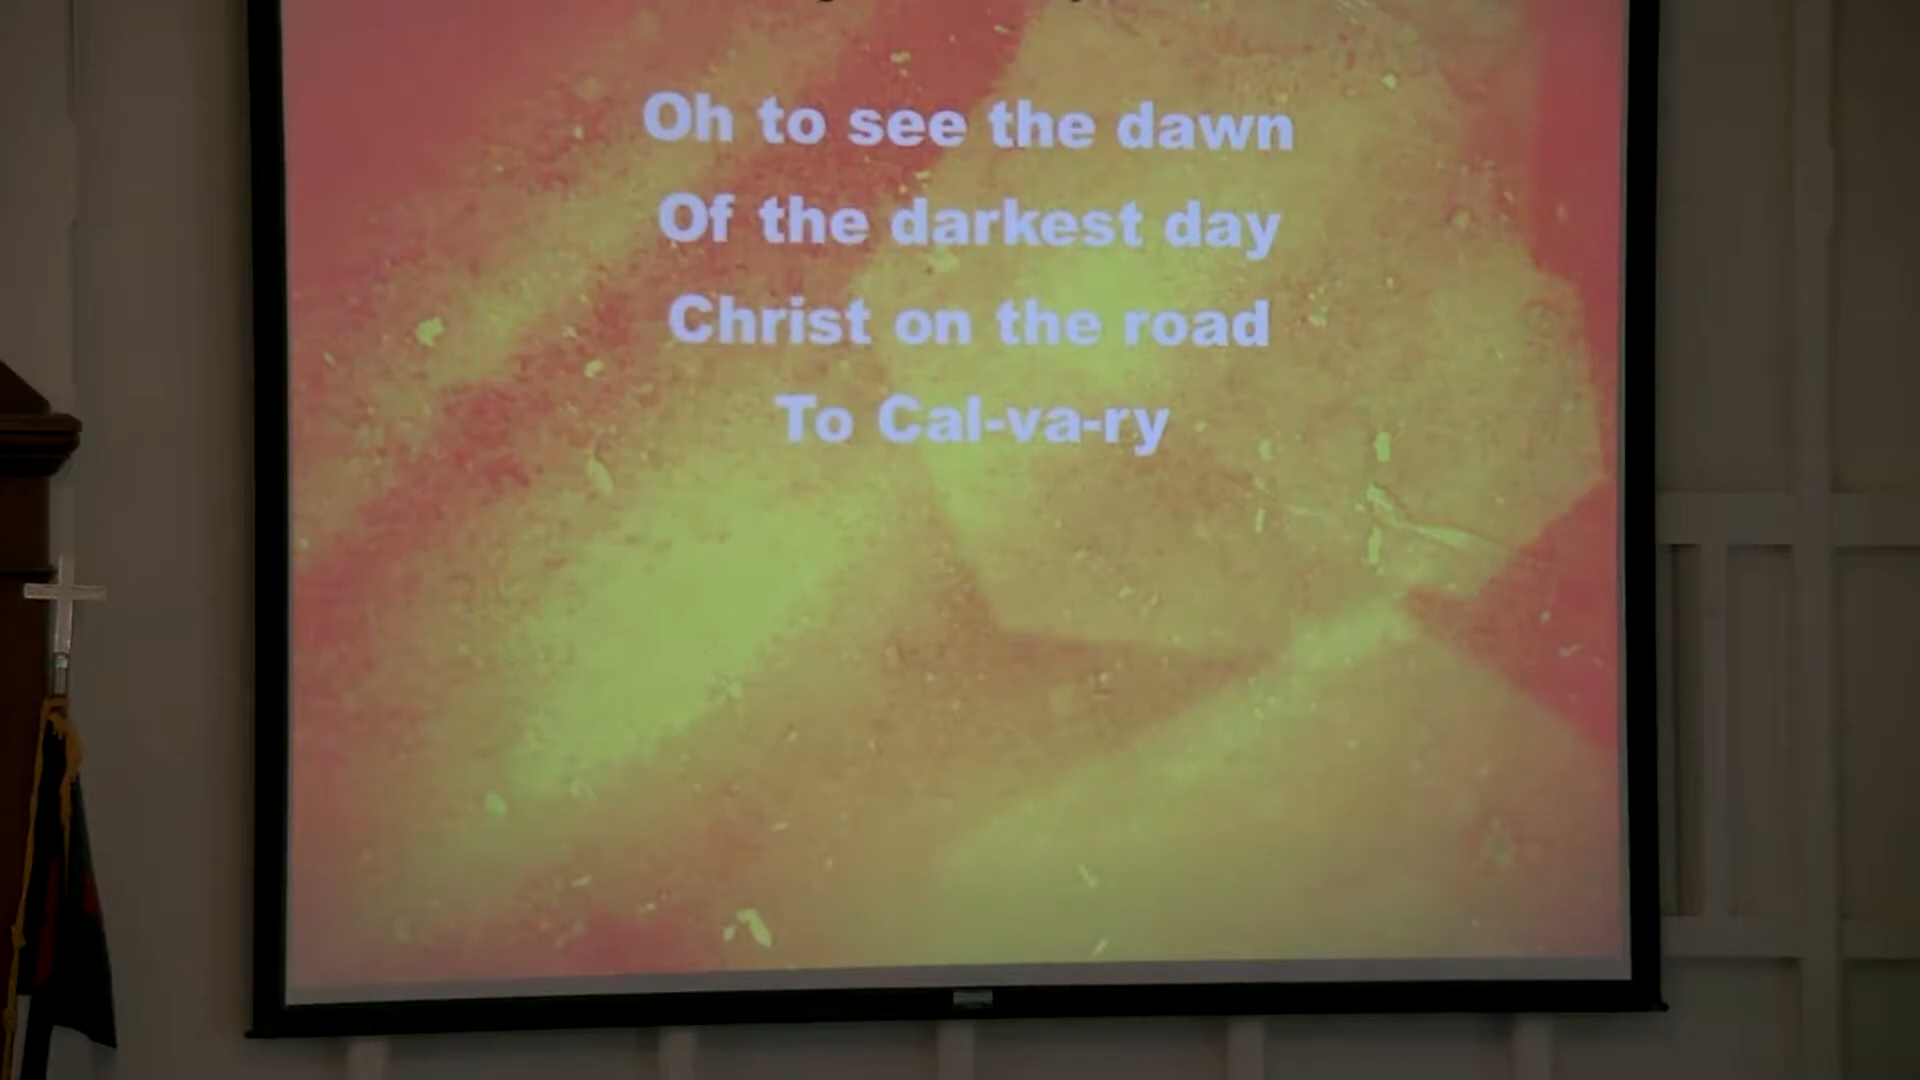 Oh to see the dawn
Of the darkest day
Christ on the road
To Cal-va-ry